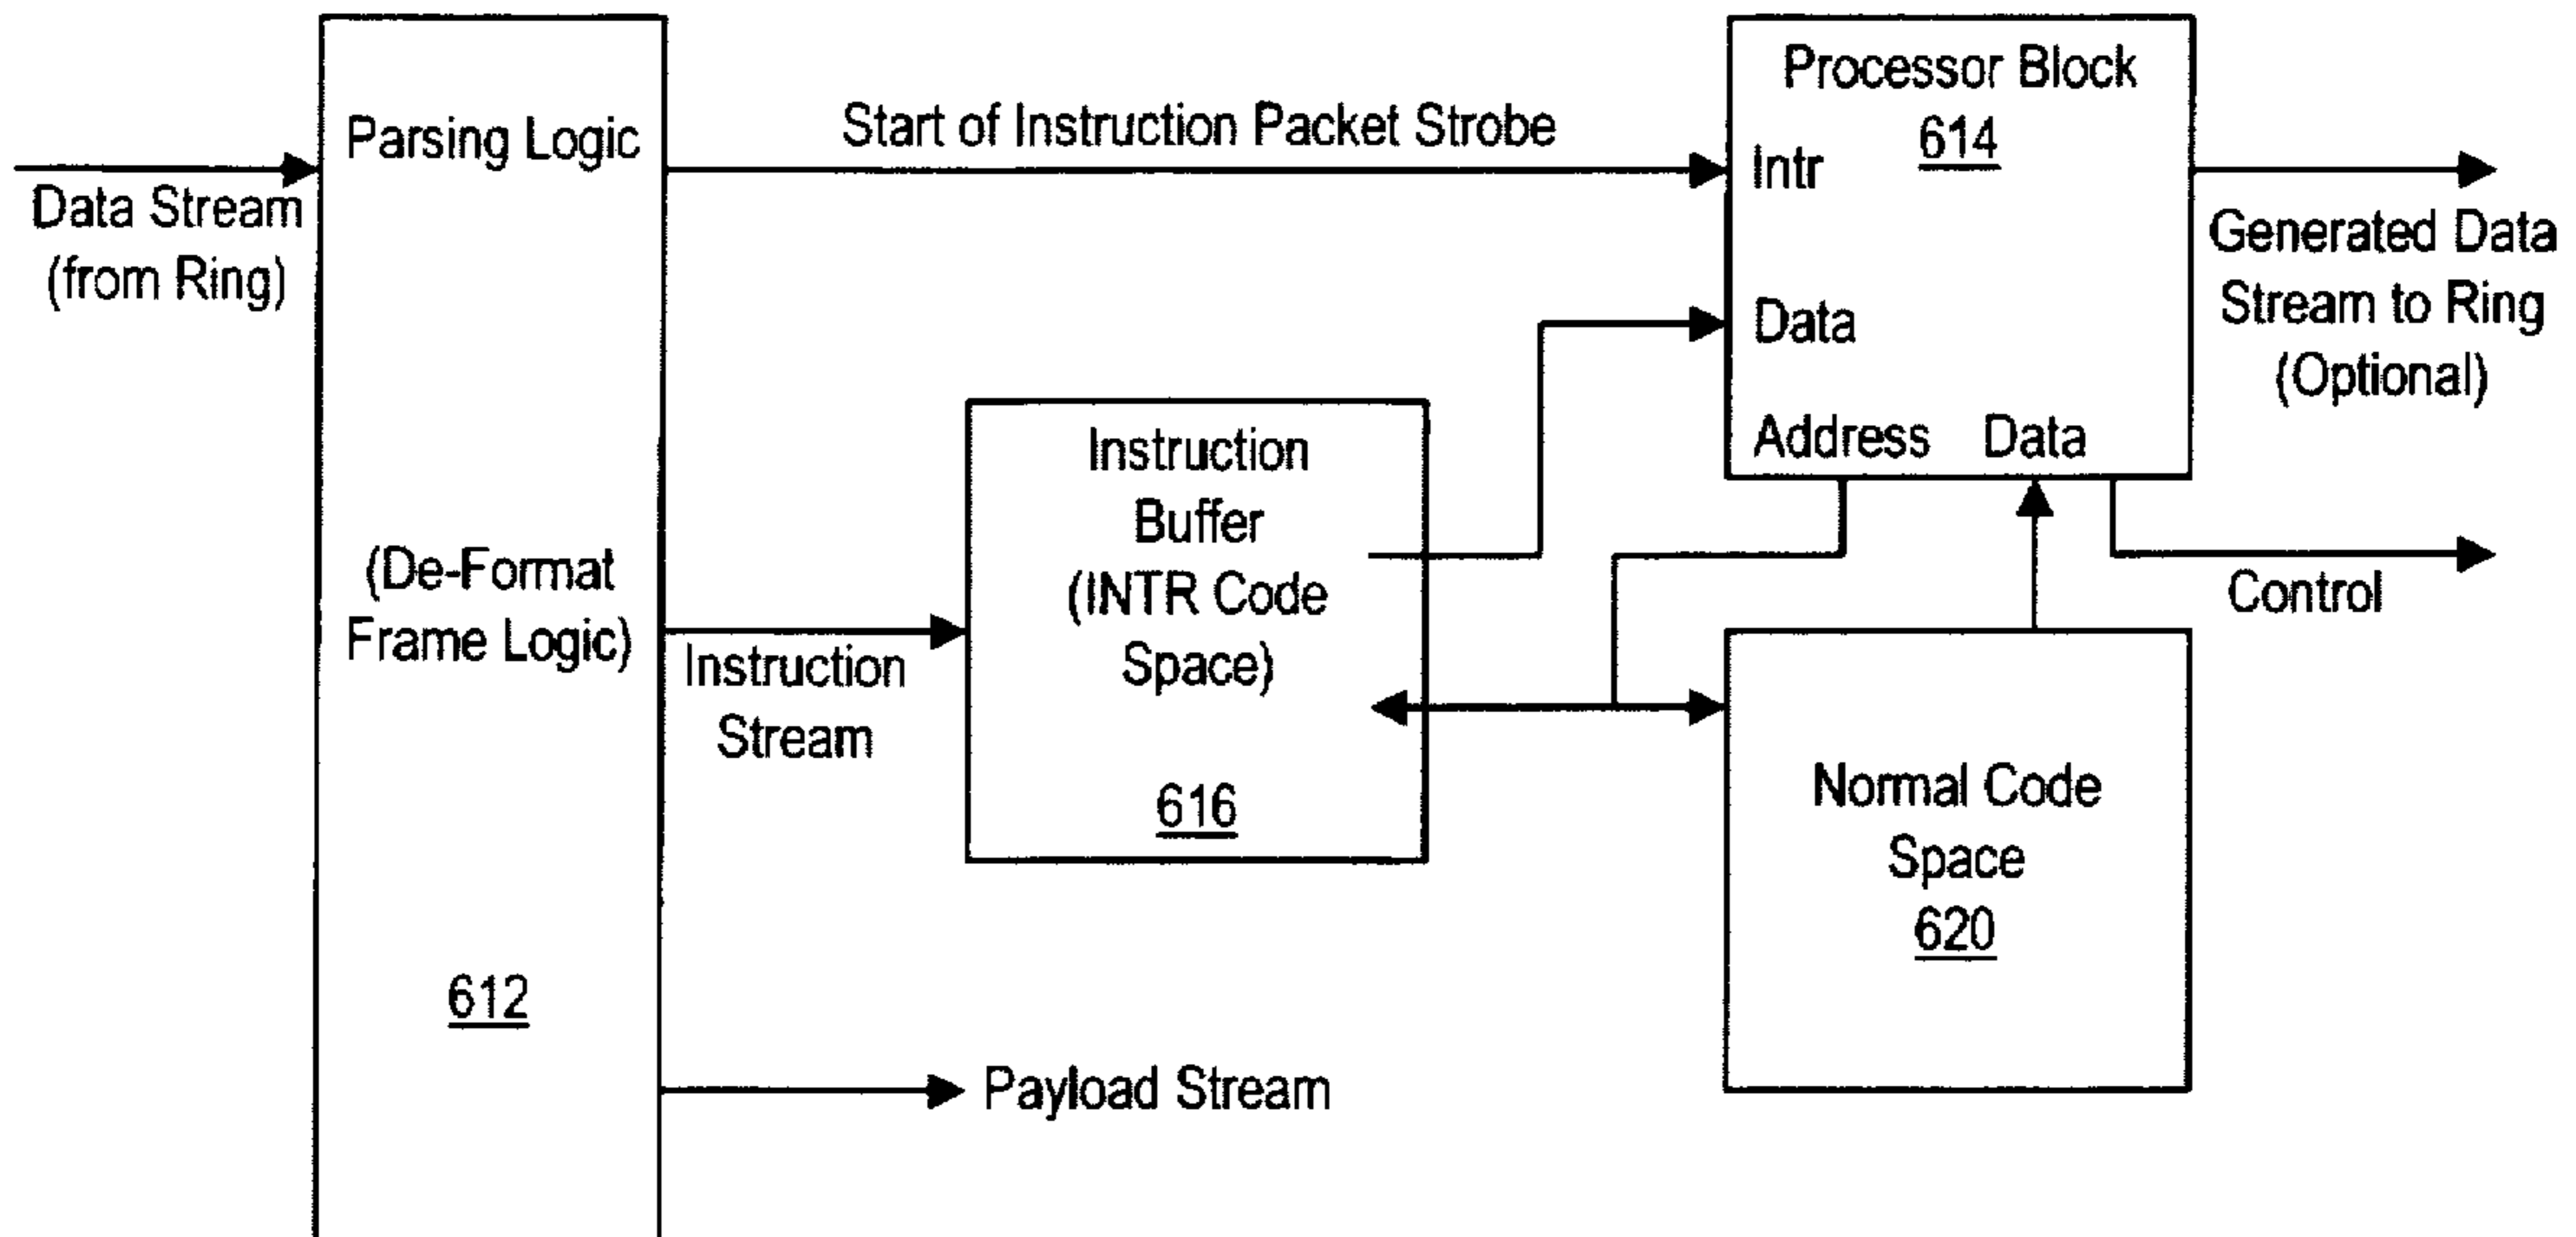 Parsing Logic
(De-Format
Frame Logic)
612
Data Stream
(from Ring)
Start of Instruction Packet Strobe
Instruction
Stream
Payload Stream
Instruction
Buffer
(INTR Code
Space)
616
Processor Block
614
Intr
Data
Address Data
Generated Data
Stream to Ring
(Optional)
Control
Normal Code
Space
620